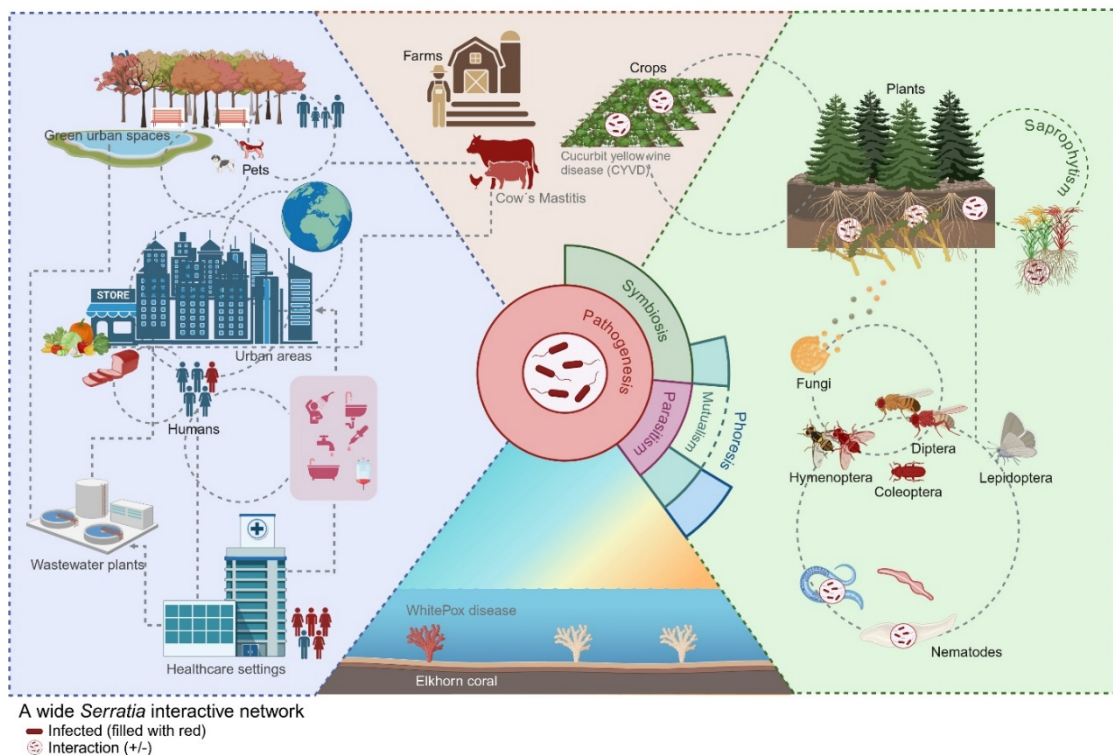 Farms
Crops
Plants
Saprophytism
Green urban spaces
Pets
Cucurbit yellow wine
disease (CYVD)
Cow´s Mastitis
STORE
Urban areas
Symbiosis
Pathogenesis
Parasitism
Mutualism
Phoresis
Fungi
Humans
Diptera
Hymenoptera
Coleoptera
Lepidoptera
Wastewater plants
WhitePox disease
Nematodes
Healthcare settings
Elkhorn coral
A wide Serratia interactive network
Infected (filled with red)
Interaction (+/-)